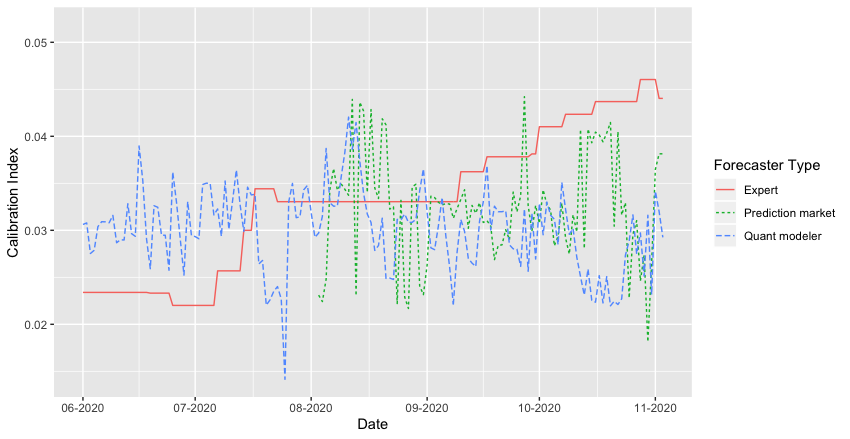 0.05
0.04
0.03
0.02
Calibration Index
06-2020
07-2020
08-2020
09-2020
10-2020
11-2020
Date
Forecaster Type
Expert
Prediction market
Quant modeler